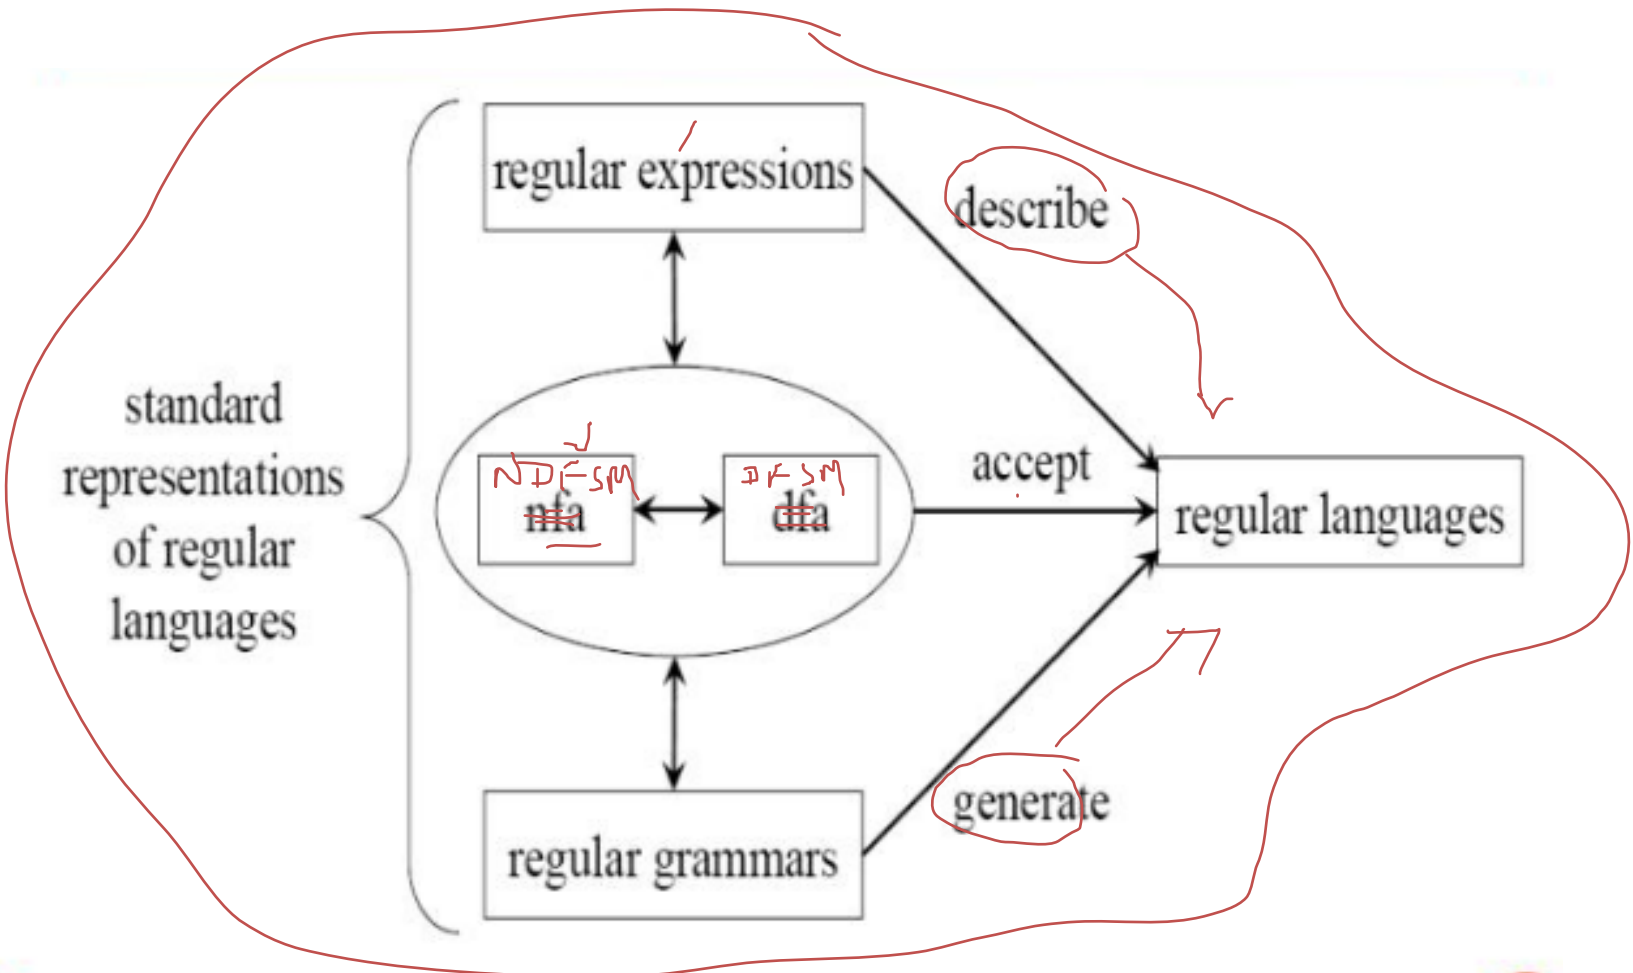 regular expressions
describe
standard
representations
of regular
languages
NDFSM
nfa
DFSM
dfa
accept
regular languages
generate
regular grammars